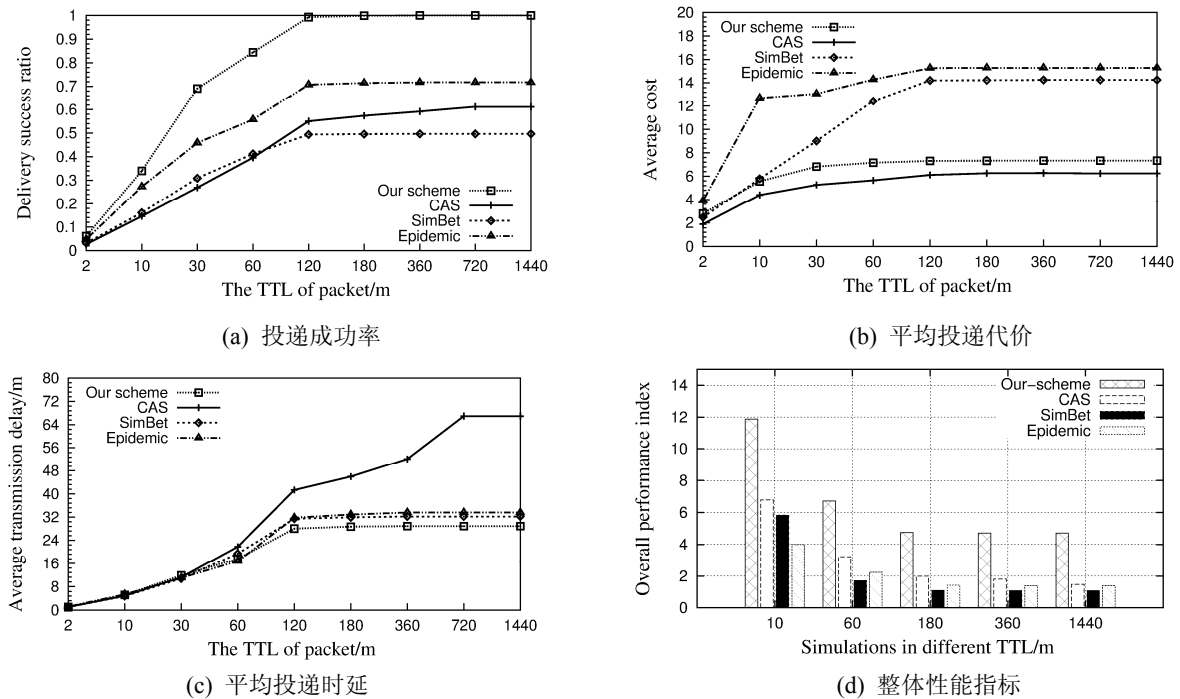 1
0.9
0.8
0.7
0.6
0.5
0.4
0.3
0.2
0.1
0
Delivery success ratio
Our scheme
CAS
SimBet
Epidemic
2 10 30 60 120 180 360 720 1440
The TTL of packet/m
(a) 投递成功率
20
18
16
14
12
10
8
6
4
2
0
Average cost
Our scheme
CAS
SimBet
Epidemic
2 10 30 60 120 180 360 720 1440
The TTL of packet/m
(b) 平均投递代价
80
72
64
56
48
40
32
24
16
8
0
Average transmission delay/m
Our scheme
CAS
SimBet
Epidemic
2 10 30 60 120 180 360 720 1440
The TTL of packet/m
(c) 平均投递时延
14
12
10
8
6
4
2
0
Overall performance index
Our-scheme
CAS
SimBet
Epidemic
10 60 180 360 1440
Simulations in different TTL/m
(d) 整体性能指标